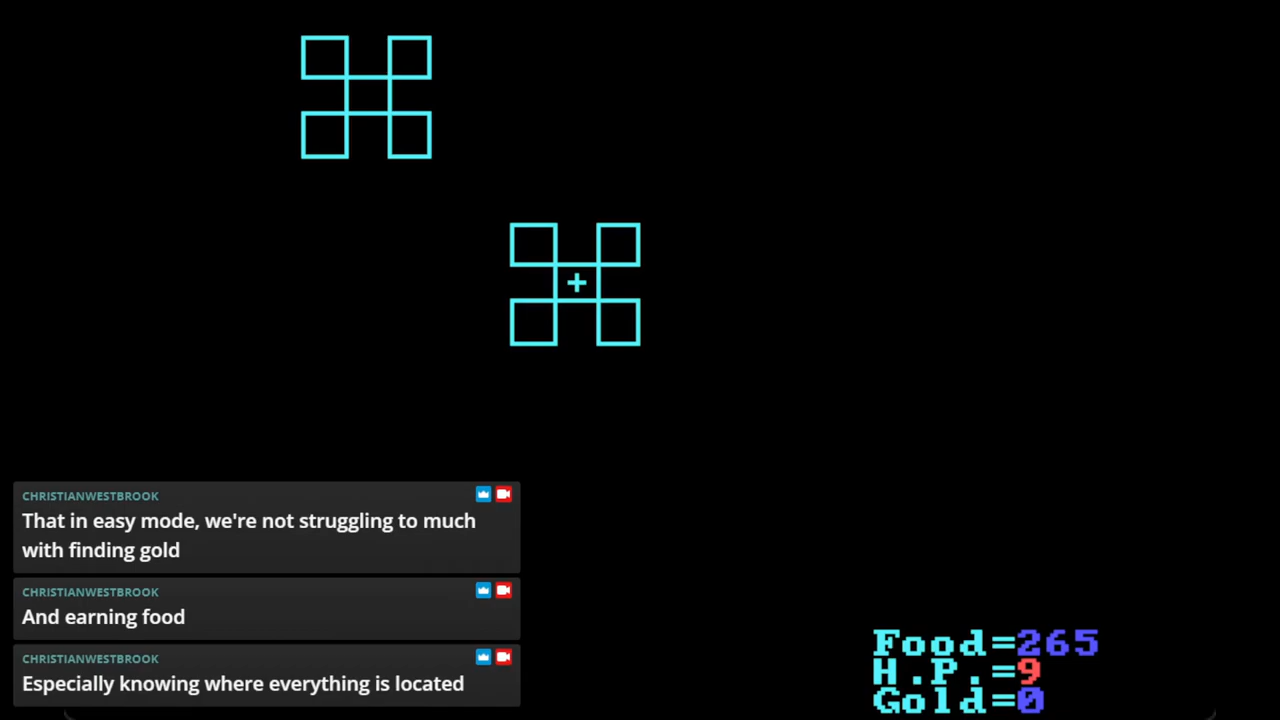 CHRISTIANWESTBROOK
That in easy mode, we're not struggling to much
with finding gold
CHRISTIANWESTBROOK
And earning food
CHRISTIANWESTBROOK
Especially knowing where everything is located
Food=265
H.P.=9
Gold=0